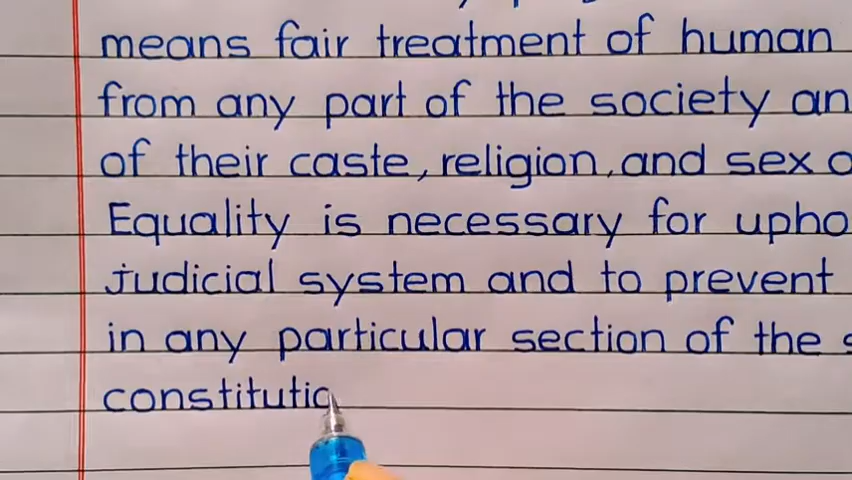 means fair treatment of human
from any part of the society an
of their caste, religion, and sex o
Equality is necessary for upho
judicial system and to prevent
in any particular section of the s
constitutio